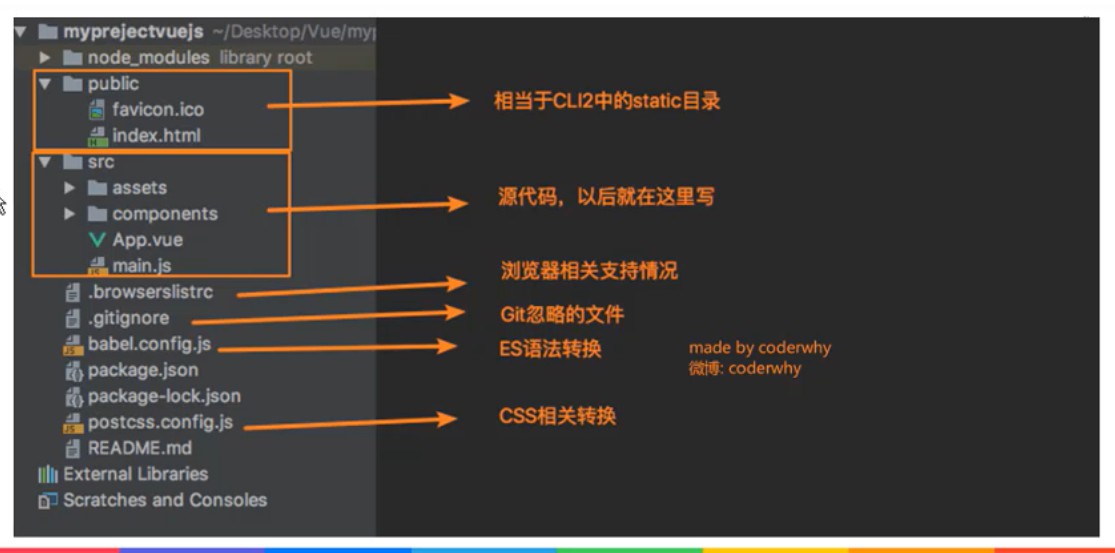 myprejectvuejs ~/Desktop/Vue/myp
node_modules library root
public
favicon.ico
index.html
相当于CLI2中的static目录
src
assets
components
App.vue
main.js
源代码，以后就在这里写
.browserslistrc
浏览器相关支持情况
.gitignore
Git忽略的文件
babel.config.js
ES语法转换
made by coderwhy
微博: coderwhy
package.json
package-lock.json
postcss.config.js
CSS相关转换
README.md
External Libraries
Scratches and Consoles